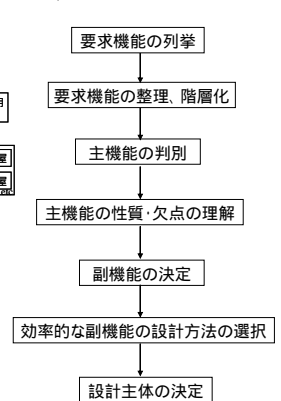 要求機能の列挙
要求機能の整理、階層化
主機能の判別
主機能の性質・欠点の理解
副機能の決定
効率的な副機能の設計方法の選択
設計主体の決定